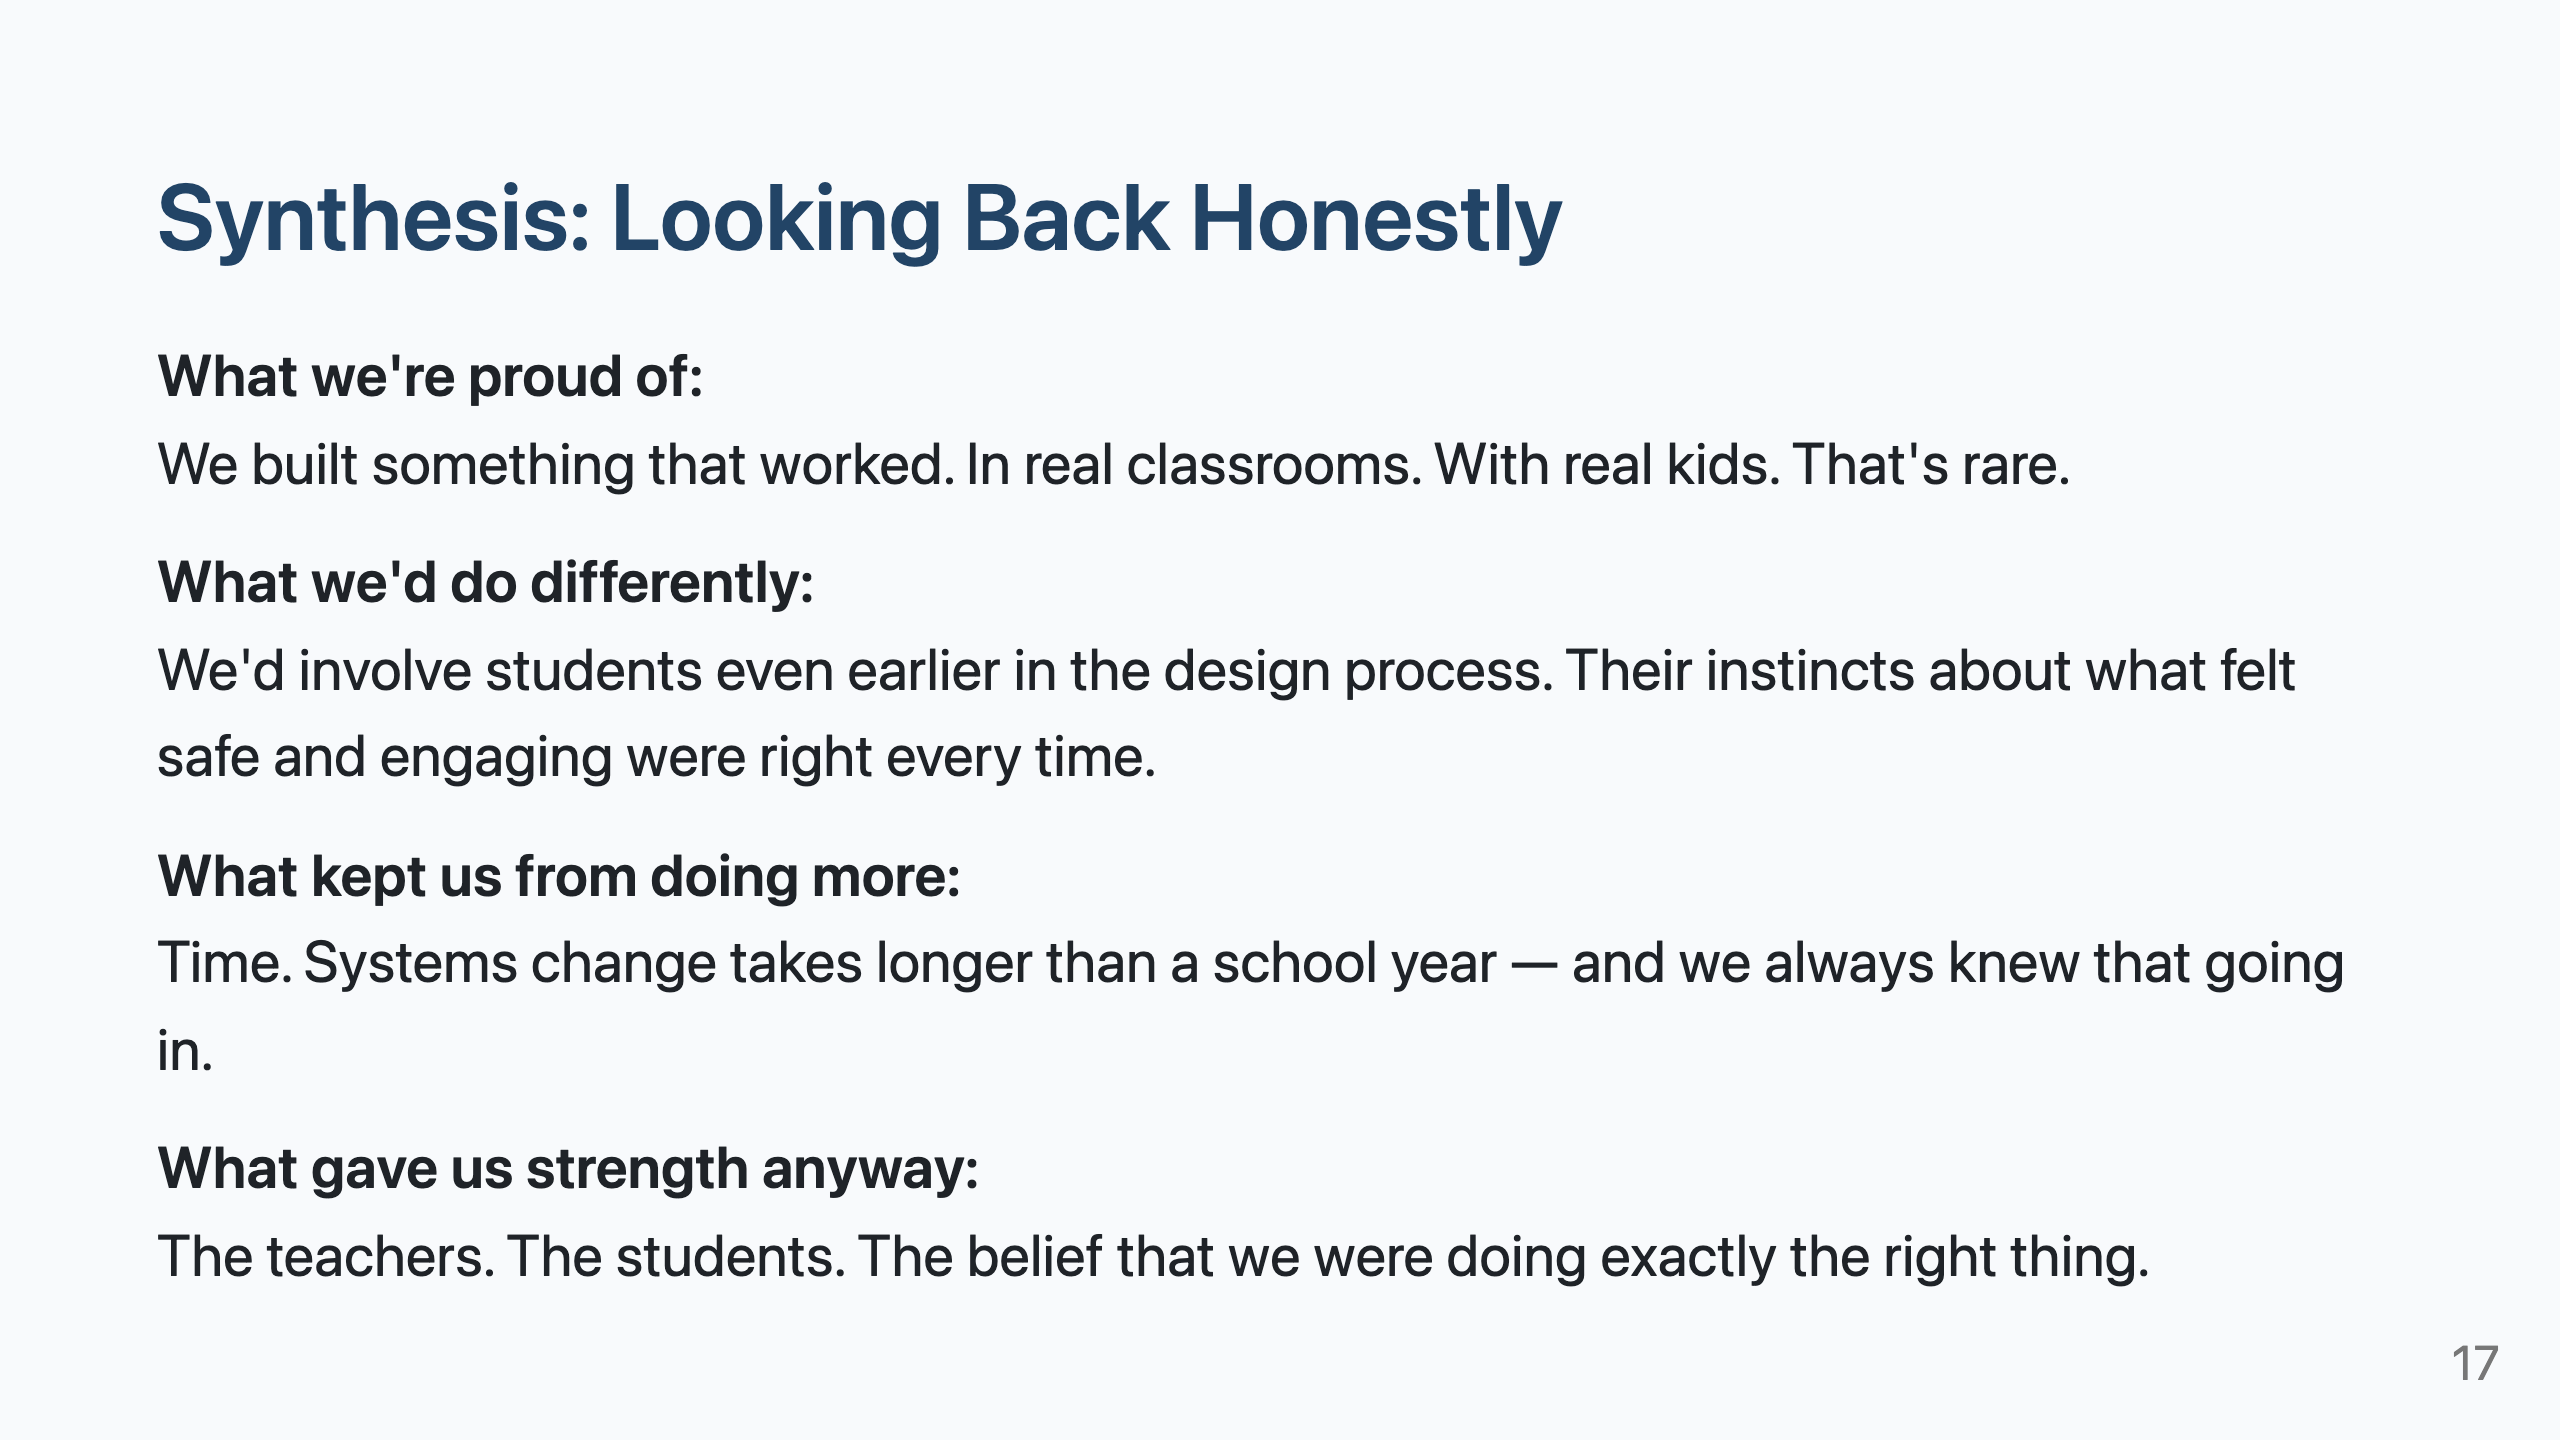 Synthesis: Looking Back Honestly
What we're proud of:
We built something that worked. In real classrooms. With real kids. That's rare.
What we'd do differently:
We'd involve students even earlier in the design process. Their instincts about what felt
safe and engaging were right every time.
What kept us from doing more:
Time. Systems change takes longer than a school year — and we always knew that going
in.
What gave us strength anyway:
The teachers. The students. The belief that we were doing exactly the right thing.
17